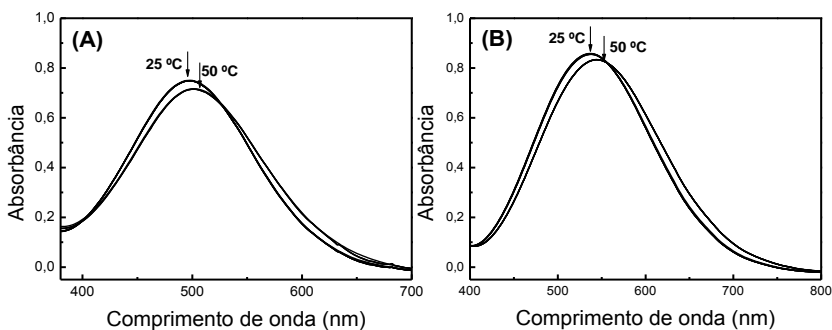 (A)
25 ºC
50 ºC
Absorbância
1,0
0,8
0,6
0,4
0,2
0,0
400 500 600 700
Comprimento de onda (nm)
(B)
25 ºC
50 ºC
Absorbância
1,0
0,8
0,6
0,4
0,2
0,0
400 500 600 700 800
Comprimento de onda (nm)